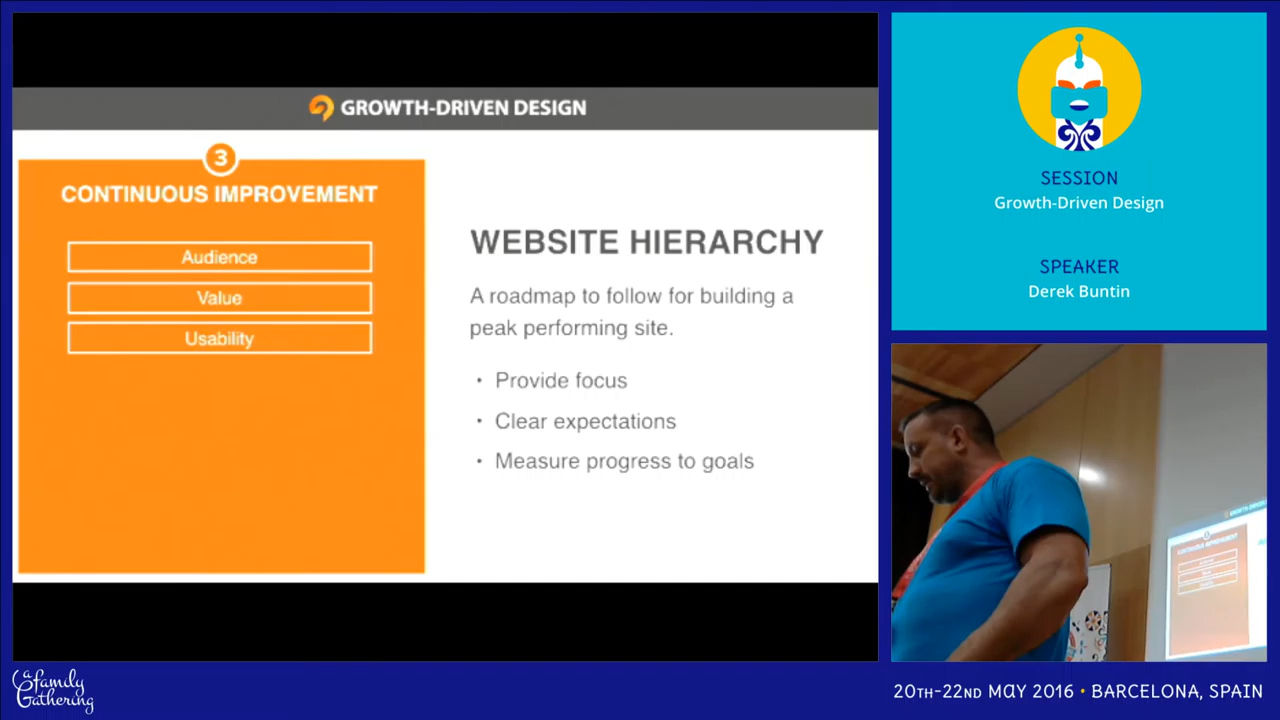 GROWTH-DRIVEN DESIGN
3
CONTINUOUS IMPROVEMENT
Audience
Value
Usability
WEBSITE HIERARCHY
A roadmap to follow for building a
peak performing site.
• Provide focus
• Clear expectations
• Measure progress to goals
SESSION
Growth-Driven Design
SPEAKER
Derek Buntin
a family
Gathering
20TH-22ND MAY 2016 • BARCELONA, SPAIN